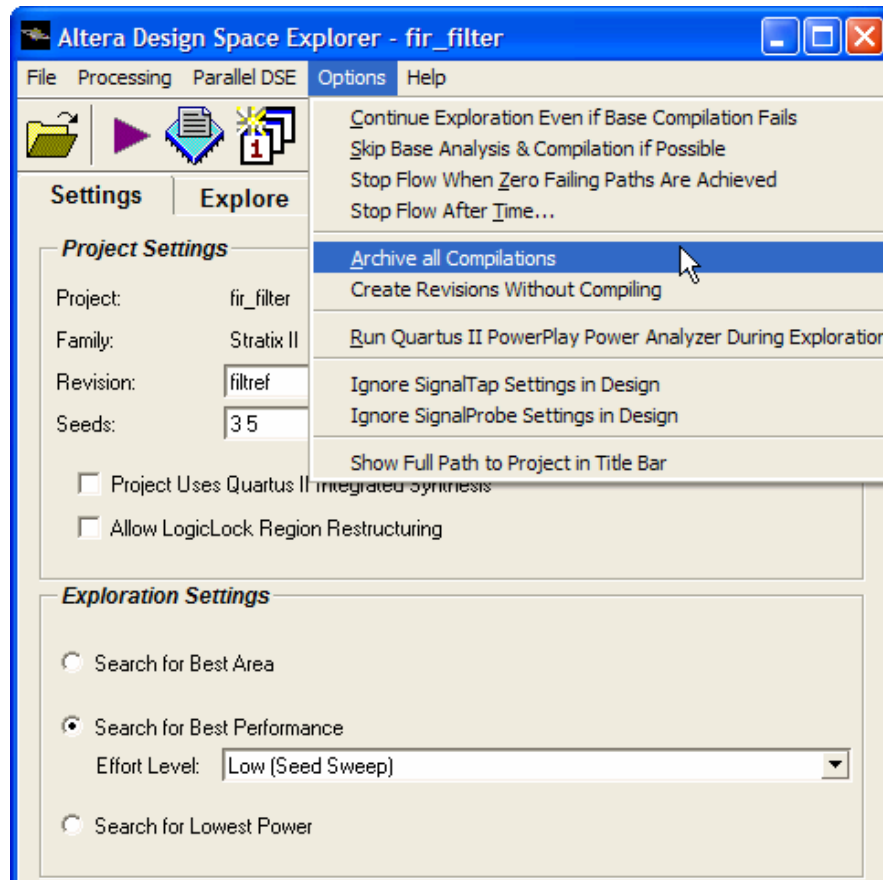 Altera Design Space Explorer - fir_filter
File Processing Parallel DSE Options Help
1
Continue Exploration Even if Base Compilation Fails
Skip Base Analysis & Compilation if Possible
Stop Flow When Zero Failing Paths Are Achieved
Stop Flow After Time...
Archive all Compilations
Create Revisions Without Compiling
Run Quartus II PowerPlay Power Analyzer During Exploration
Ignore SignalTap Settings in Design
Ignore SignalProbe Settings in Design
Show Full Path to Project in Title Bar
Settings Explore
Project Settings
Project: fir_filter
Family: Stratix II
Revision: filtref
Seeds: 3 5
Project Uses Quartus II Integrated Synthesis
Allow LogicLock Region Restructuring
Exploration Settings
Search for Best Area
Search for Best Performance
Effort Level: Low (Seed Sweep)
Search for Lowest Power